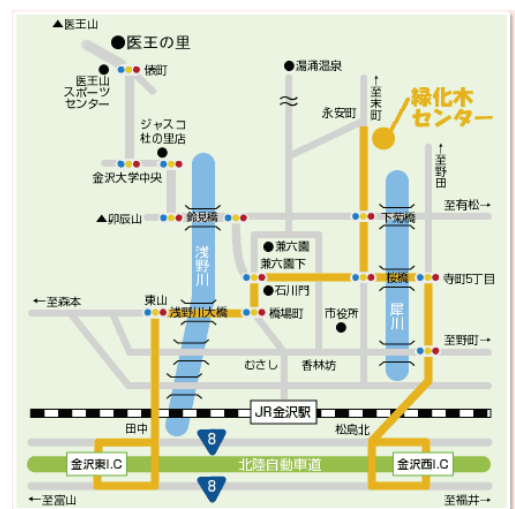 ▲医王山
●医王の里
俵町
医王山
スポーツ
センター
ジャスコ
杜の里店
金沢大学中央
●湯涌温泉
永安町
←至末町
緑化木
センター
←至野田
▲卯辰山
鈴見橋
下菊橋
至有松→
浅野川
●兼六園
兼六園下
●石川門
桜橋
寺町5丁目
犀川
←至森本
東山
浅野川大橋
橋場町
市役所
至野町→
むさし
香林坊
JR金沢駅
田中
松島北
8
金沢東I.C
北陸自動車道
金沢西I.C
8
←至富山
至福井→